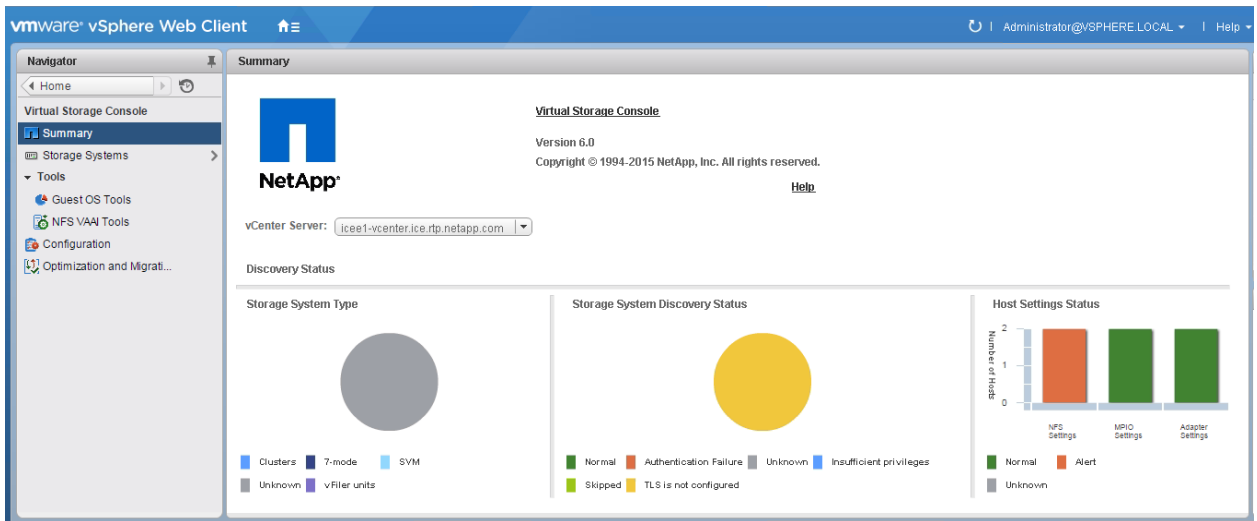 vmware® vSphere Web Client
Administrator@VSPHERE.LOCAL
Help
Navigator
Home
Virtual Storage Console
Summary
Storage Systems
Tools
Guest OS Tools
NFS VAAI Tools
Configuration
Optimization and Migrati...
Summary
NetApp®
Virtual Storage Console
Version 6.0
Copyright © 1994-2015 NetApp, Inc. All rights reserved.
Help
vCenter Server: icee1-vcenter.ice.rtp.netapp.com
Discovery Status
Storage System Type
Clusters 7-mode SVM
Unknown vFiler units
Storage System Discovery Status
Normal Authentication Failure Unknown Insufficient privileges
Skipped TLS is not configured
Host Settings Status
Number of Hosts
2
1
0
NFS Settings
MPIO Settings
Adapter Settings
Normal Alert
Unknown